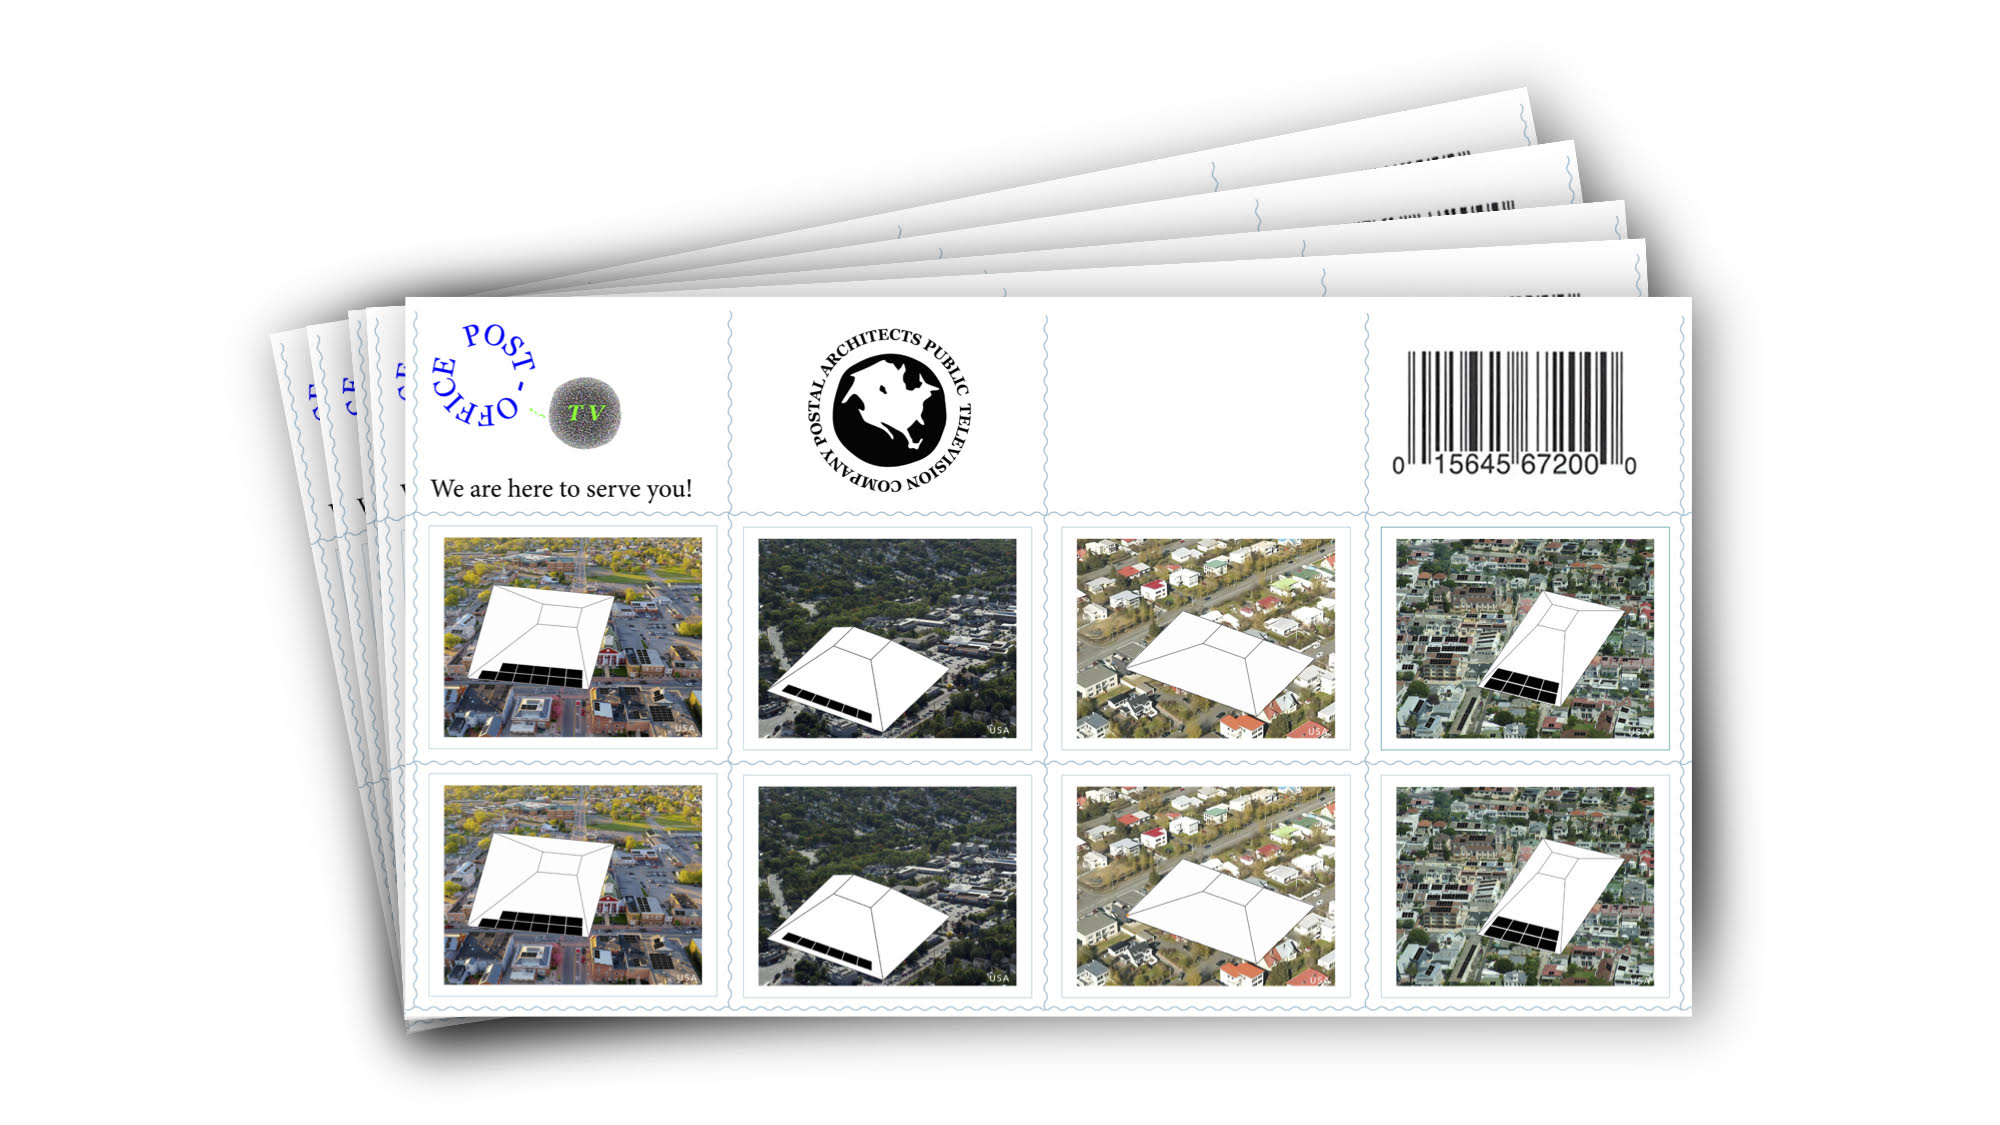 POST - OFFICE
TV
We are here to serve you!
POSTAL ARCHITECTS PUBLIC TELEVISION COMPANY
0 15645 67200 0
USA
USA
USA
USA
USA
USA
USA
USA